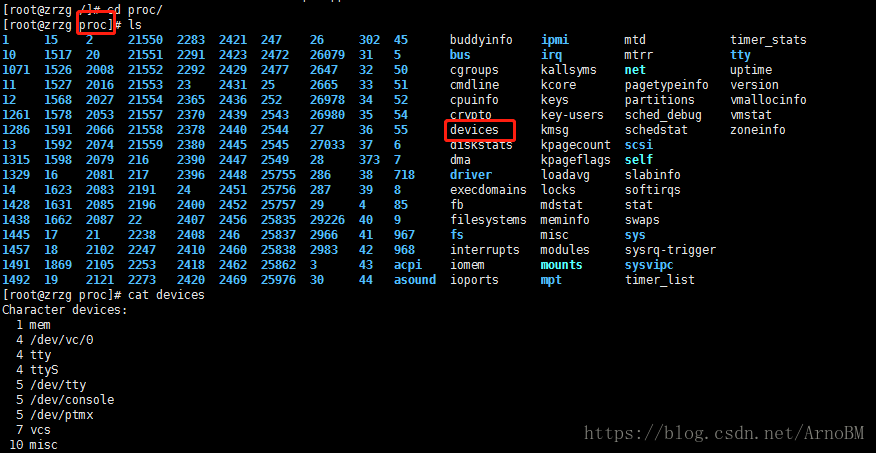 [root@zrzg /]# cd proc/
[root@zrzg proc]# ls
1 15 2 21550 2283 2421 247 26 302 45 buddyinfo ipmi mtd timer_stats
10 1517 20 21551 2291 2423 2472 26079 31 5 bus irq mtrr tty
1071 1526 2008 21552 2292 2429 2477 2647 32 50 cgroups kallsyms net uptime
11 1527 2016 21553 23 2431 25 2665 33 51 cmdline kcore pagetypeinfo version
12 1568 2027 21554 2365 2436 252 26978 34 52 cpuinfo keys partitions vmallocinfo
1261 1578 2053 21557 2370 2439 2543 26980 35 54 crypto key-users sched_debug vmstat
1286 1591 2066 21558 2378 2440 2544 27 36 55 devices kmsg schedstat zoneinfo
13 1592 2074 21559 2380 2445 2545 27033 37 6 diskstats kpagecount scsi
1315 1598 2079 216 2390 2447 2549 28 373 7 dma kpageflags self
1329 16 2081 217 2396 2448 25755 286 38 718 driver loadavg slabinfo
14 1623 2083 2191 24 2451 25756 287 39 8 execdomains locks softirqs
1428 1631 2085 2196 2400 2452 25757 29 4 85 fb mdstat stat
1438 1662 2087 22 2407 2456 25835 29226 40 9 filesystems meminfo swaps
1445 17 21 2238 2408 246 25837 2966 41 967 fs misc sys
1457 18 2102 2247 2410 2460 25838 2983 42 968 interrupts modules sysrq-trigger
1491 1869 2105 2253 2418 2462 25862 3 43 acpi iomem mounts sysvipc
1492 19 2121 2273 2420 2469 25976 30 44 asound ioports mpt timer_list
[root@zrzg proc]# cat devices
Character devices:
1 mem
4 /dev/vc/0
4 tty
4 ttyS
5 /dev/tty
5 /dev/console
5 /dev/ptmx
7 vcs
10 misc
https://blog.csdn.net/ArnoBM